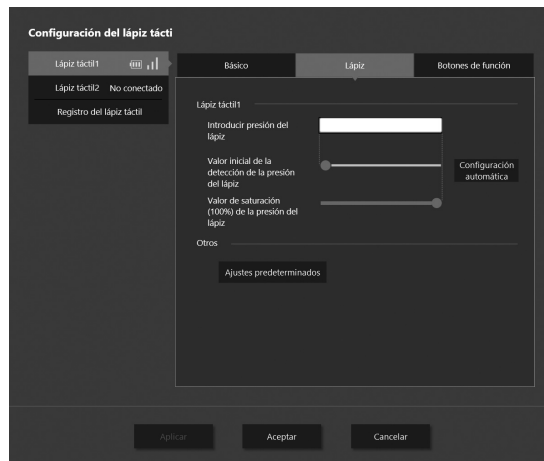 Configuración del lápiz tácti
Lápiz táctil1
Lápiz táctil2 No conectado
Registro del lápiz táctil
Básico
Lápiz
Botones de función
Lápiz táctil1
Introducir presión del
lápiz
Valor inicial de la
detección de la presión
del lápiz
Configuración
automática
Valor de saturación
(100%) de la presión del
lápiz
Otros
Ajustes predeterminados
Aplicar
Aceptar
Cancelar